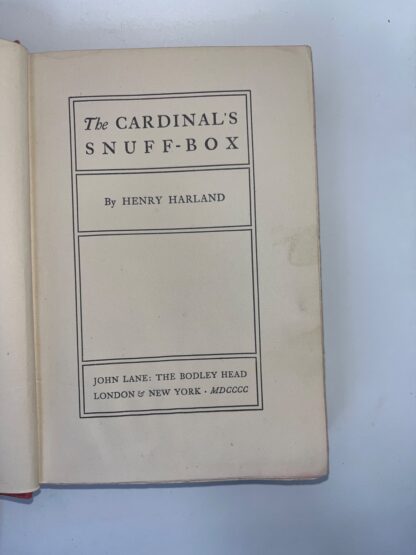 The CARDINAL'S
SNUFF-BOX
By HENRY HARLAND
JOHN LANE: THE BODLEY HEAD
LONDON & NEW YORK · MDCCCC